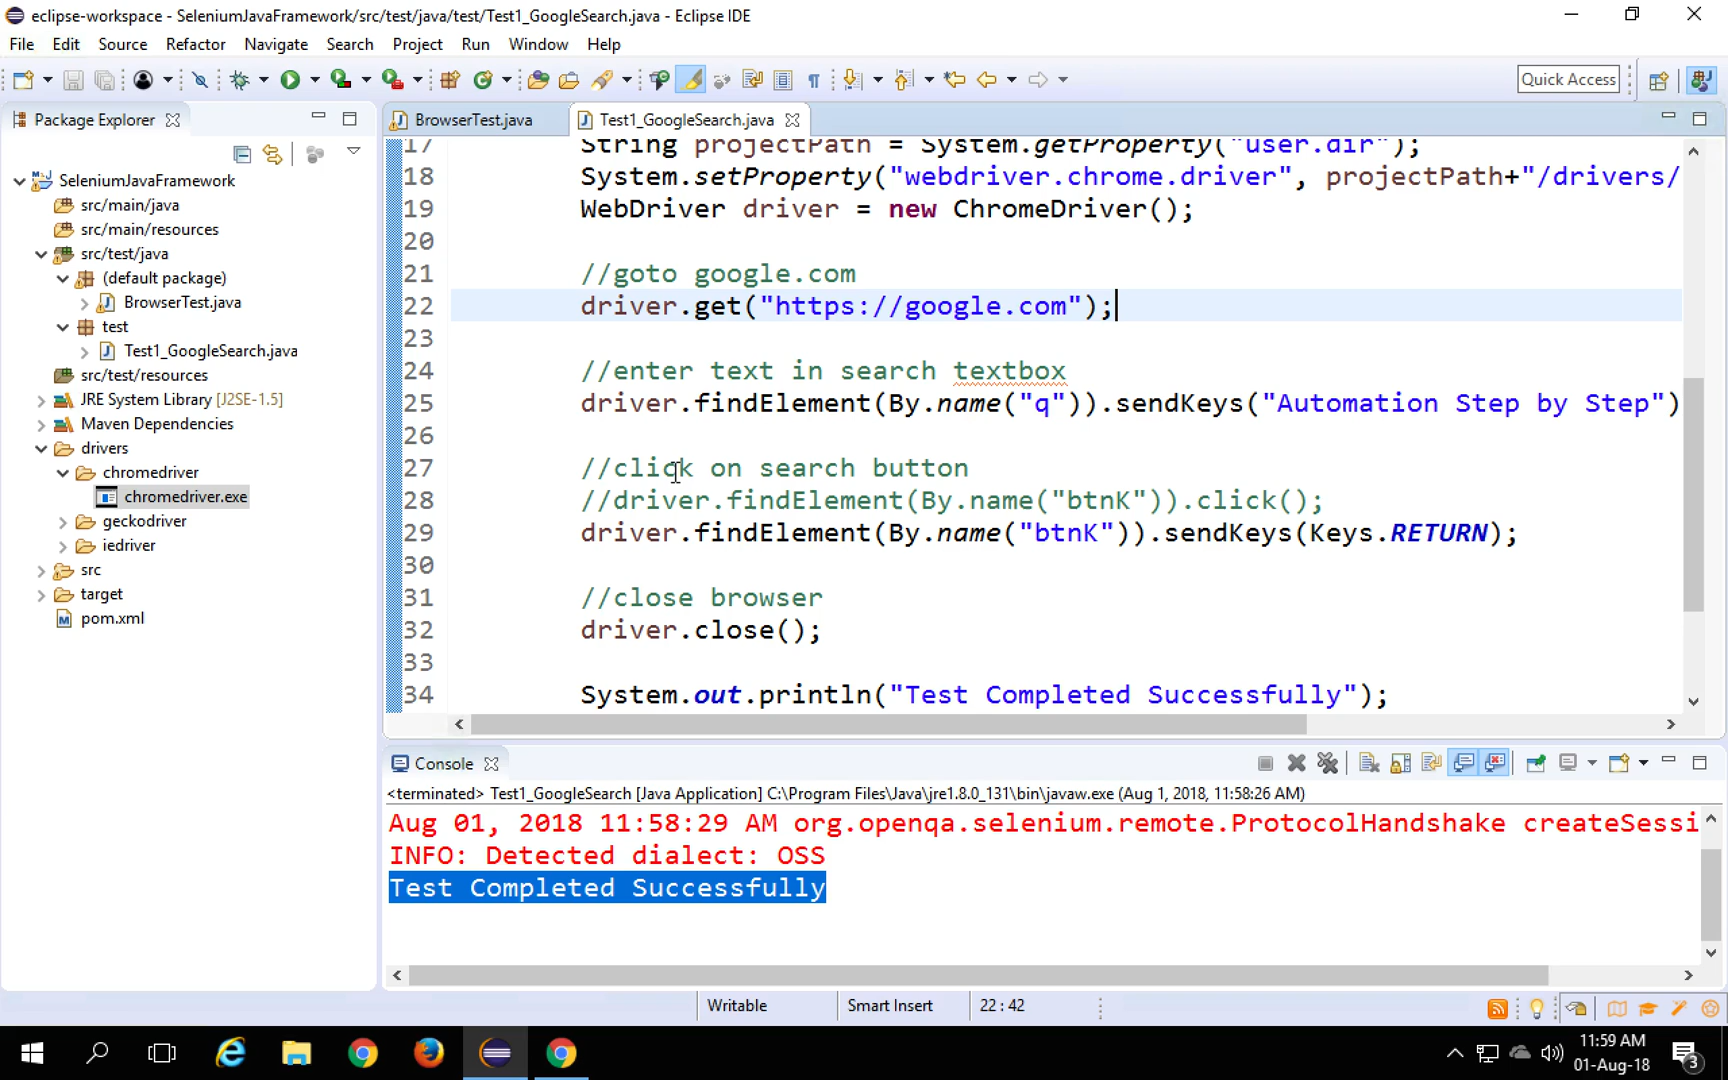 eclipse-workspace - SeleniumJavaFramework/src/test/java/test/Test1_GoogleSearch.java - Eclipse IDE
File Edit Source Refactor Navigate Search Project Run Window Help
Quick Access
Package Explorer
SeleniumJavaFramework
src/main/java
src/main/resources
src/test/java
(default package)
BrowserTest.java
test
Test1_GoogleSearch.java
src/test/resources
JRE System Library [J2SE-1.5]
Maven Dependencies
drivers
chromedriver
chromedriver.exe
geckodriver
iedriver
src
target
pom.xml
BrowserTest.java
Test1_GoogleSearch.java
17 String projectPath = System.getProperty("user.dir");
18 System.setProperty("webdriver.chrome.driver", projectPath+"/drivers/
19 WebDriver driver = new ChromeDriver();
20
21 //goto google.com
22 driver.get("https://google.com");
23
24 //enter text in search textbox
25 driver.findElement(By.name("q")).sendKeys("Automation Step by Step")
26
27 //click on search button
28 //driver.findElement(By.name("btnK")).click();
29 driver.findElement(By.name("btnK")).sendKeys(Keys.RETURN);
30
31 //close browser
32 driver.close();
33
34 System.out.println("Test Completed Successfully");
Console
<terminated> Test1_GoogleSearch [Java Application] C:\Program Files\Java\jre1.8.0_131\bin\javaw.exe (Aug 1, 2018, 11:58:26 AM)
Aug 01, 2018 11:58:29 AM org.openqa.selenium.remote.ProtocolHandshake createSessi
INFO: Detected dialect: OSS
Test Completed Successfully
Writable
Smart Insert
22 : 42
11:59 AM
01-Aug-18
3